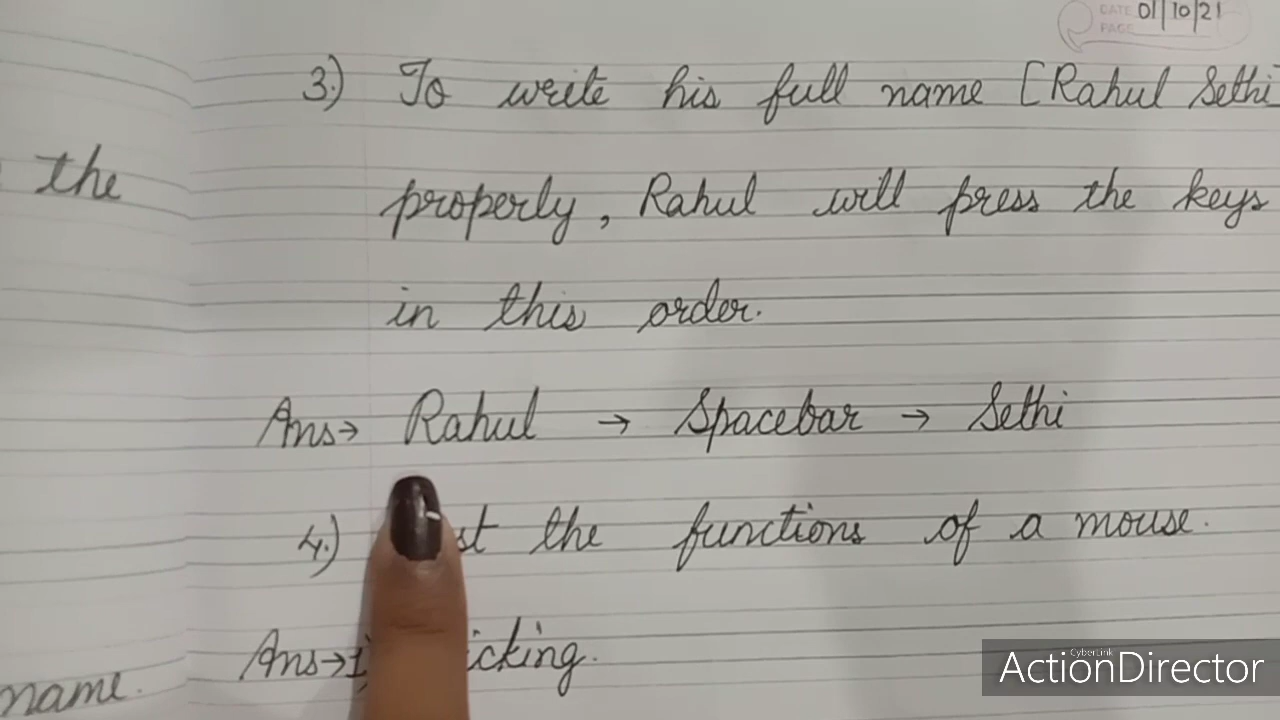 DATE 01/10/21
PAGE
3.) To write his full name [Rahul Sethi
the
properly, Rahul will press the keys
in this order.
Ans→ Rahul → Spacebar → Sethi
4.) st the functions of a mouse.
Ans→1) icking.
name.
CyberLink
ActionDirector